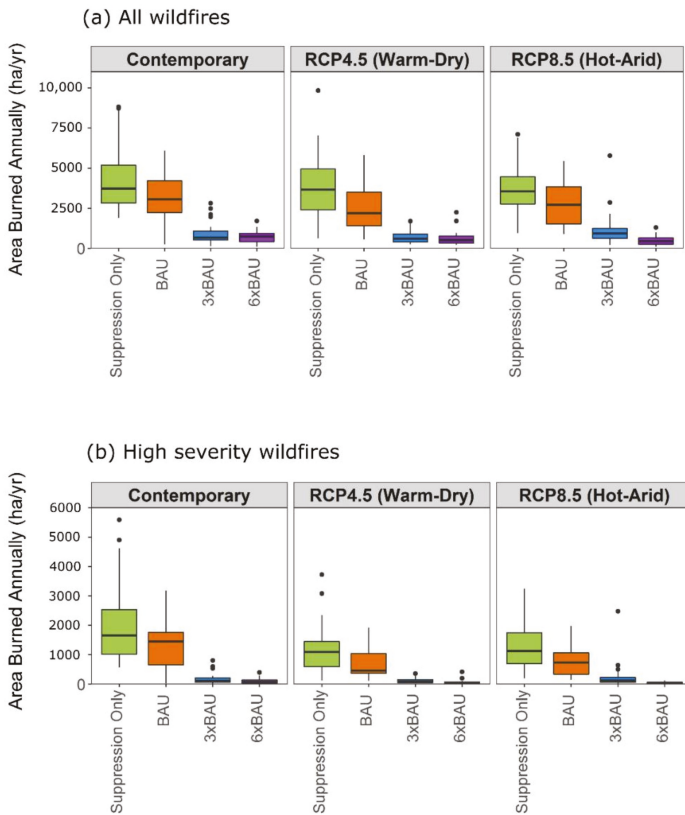 (a) All wildfires
Contemporary
RCP4.5 (Warm-Dry)
RCP8.5 (Hot-Arid)
Area Burned Annually (ha/yr)
10,000
7500
5000
2500
0
Suppression Only
BAU
3xBAU
6xBAU
Suppression Only
BAU
3xBAU
6xBAU
Suppression Only
BAU
3xBAU
6xBAU
(b) High severity wildfires
Contemporary
RCP4.5 (Warm-Dry)
RCP8.5 (Hot-Arid)
Area Burned Annually (ha/yr)
6000
5000
4000
3000
2000
1000
0
Suppression Only
BAU
3xBAU
6xBAU
Suppression Only
BAU
3xBAU
6xBAU
Suppression Only
BAU
3xBAU
6xBAU